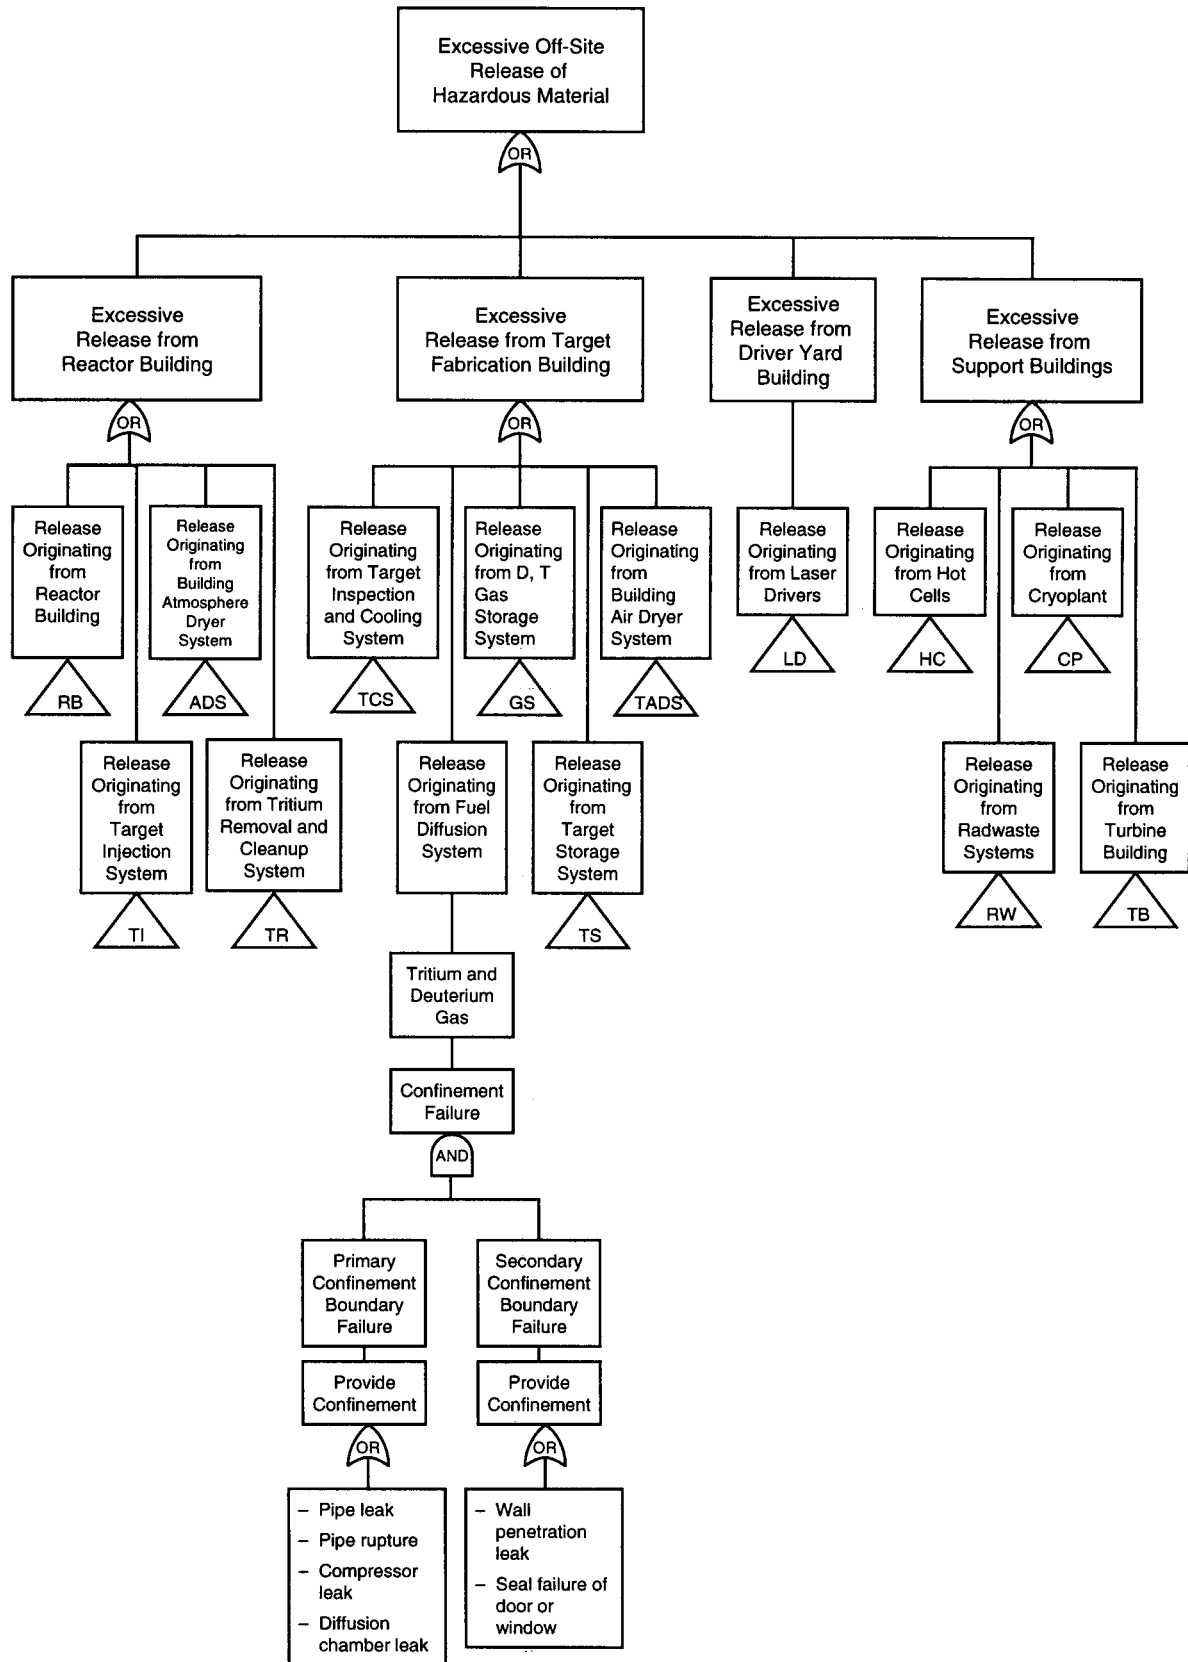 Excessive Off-Site
Release of
Hazardous Material
OR
Excessive
Release from
Reactor Building
Excessive
Release from Target
Fabrication Building
Excessive
Release from
Driver Yard
Building
Excessive
Release from
Support Buildings
OR
OR
OR
Release
Originating
from
Reactor
Building
RB
Release
Originating
from
Building
Atmosphere
Dryer
System
ADS
Release
Originating
from Target
Inspection
and Cooling
System
TCS
Release
Originating
from D, T
Gas
Storage
System
GS
Release
Originating
from
Building
Air Dryer
System
TADS
Release
Originating
from Laser
Drivers
LD
Release
Originating
from Hot
Cells
HC
Release
Originating
from
Cryoplant
CP
Release
Originating
from
Target
Injection
System
TI
Release
Originating
from Tritium
Removal and
Cleanup
System
TR
Release
Originating
from Fuel
Diffusion
System
Release
Originating
from
Target
Storage
System
TS
Release
Originating
from
Radwaste
Systems
RW
Release
Originating
from
Turbine
Building
TB
Tritium and
Deuterium
Gas
Confinement
Failure
AND
Primary
Confinement
Boundary
Failure
Secondary
Confinement
Boundary
Failure
Provide
Confinement
Provide
Confinement
OR
OR
– Pipe leak
– Pipe rupture
– Compressor
leak
– Diffusion
chamber leak
– Wall
penetration
leak
– Seal failure of
door or
window